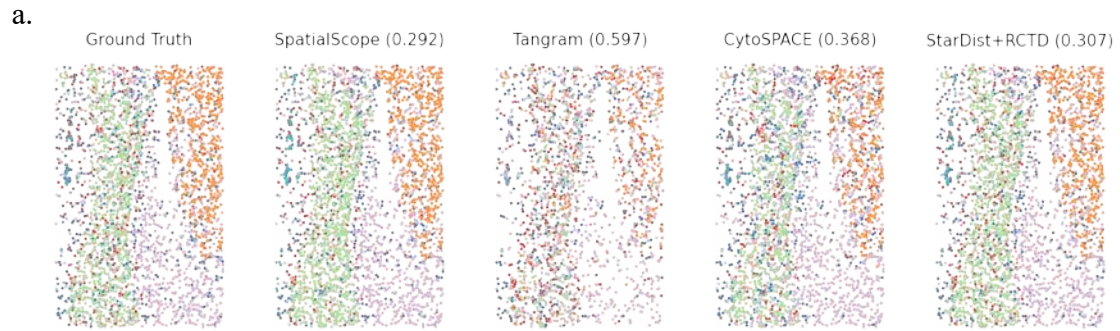 a.
Ground Truth SpatialScope (0.292) Tangram (0.597) CytoSPACE (0.368) StarDist+RCTD (0.307)